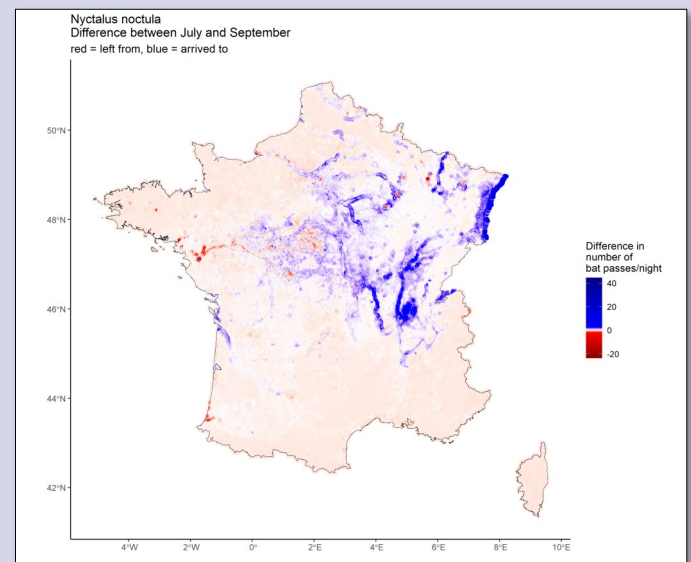 Nyctalus noctula
Difference between July and September
red = left from, blue = arrived to
50°N
48°N
46°N
44°N
42°N
4°W 2°W 0° 2°E 4°E 6°E 8°E 10°E
Difference in
number of
bat passes/night
40
20
0
-20